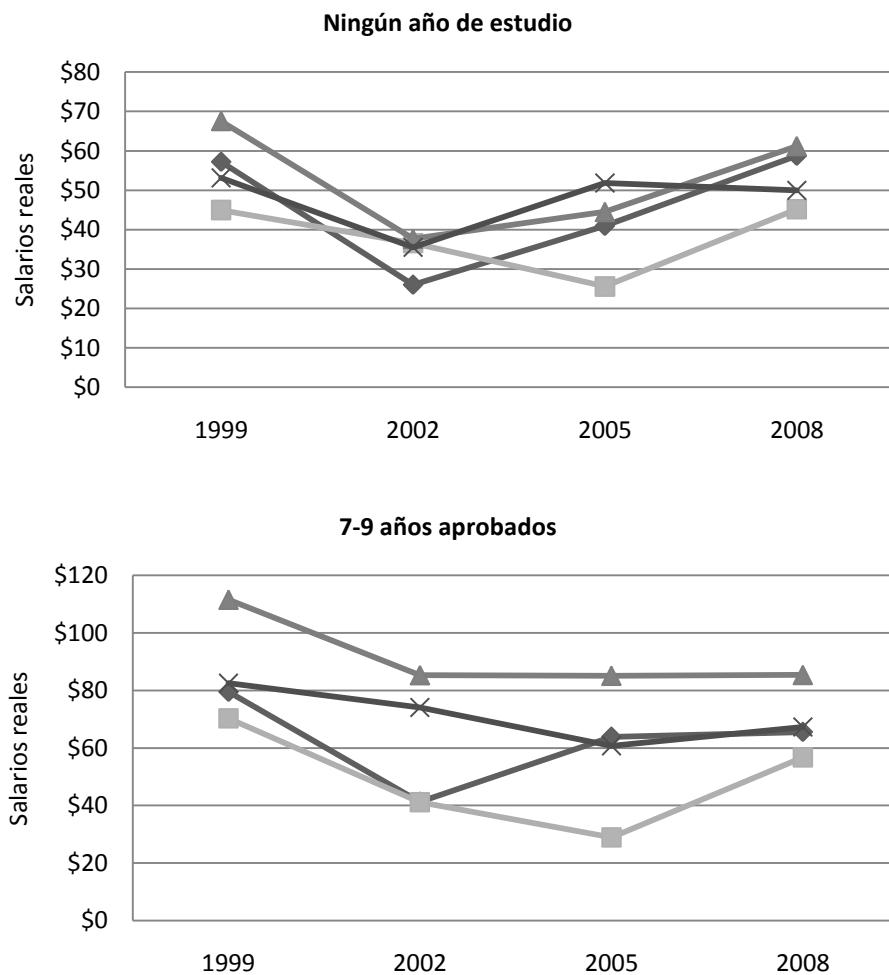 Ningún año de estudio
$80
$70
$60
$50
$40
$30
$20
$10
$0
Salarios reales
1999 2002 2005 2008
7-9 años aprobados
$120
$100
$80
$60
$40
$20
$0
Salarios reales
1999 2002 2005 2008